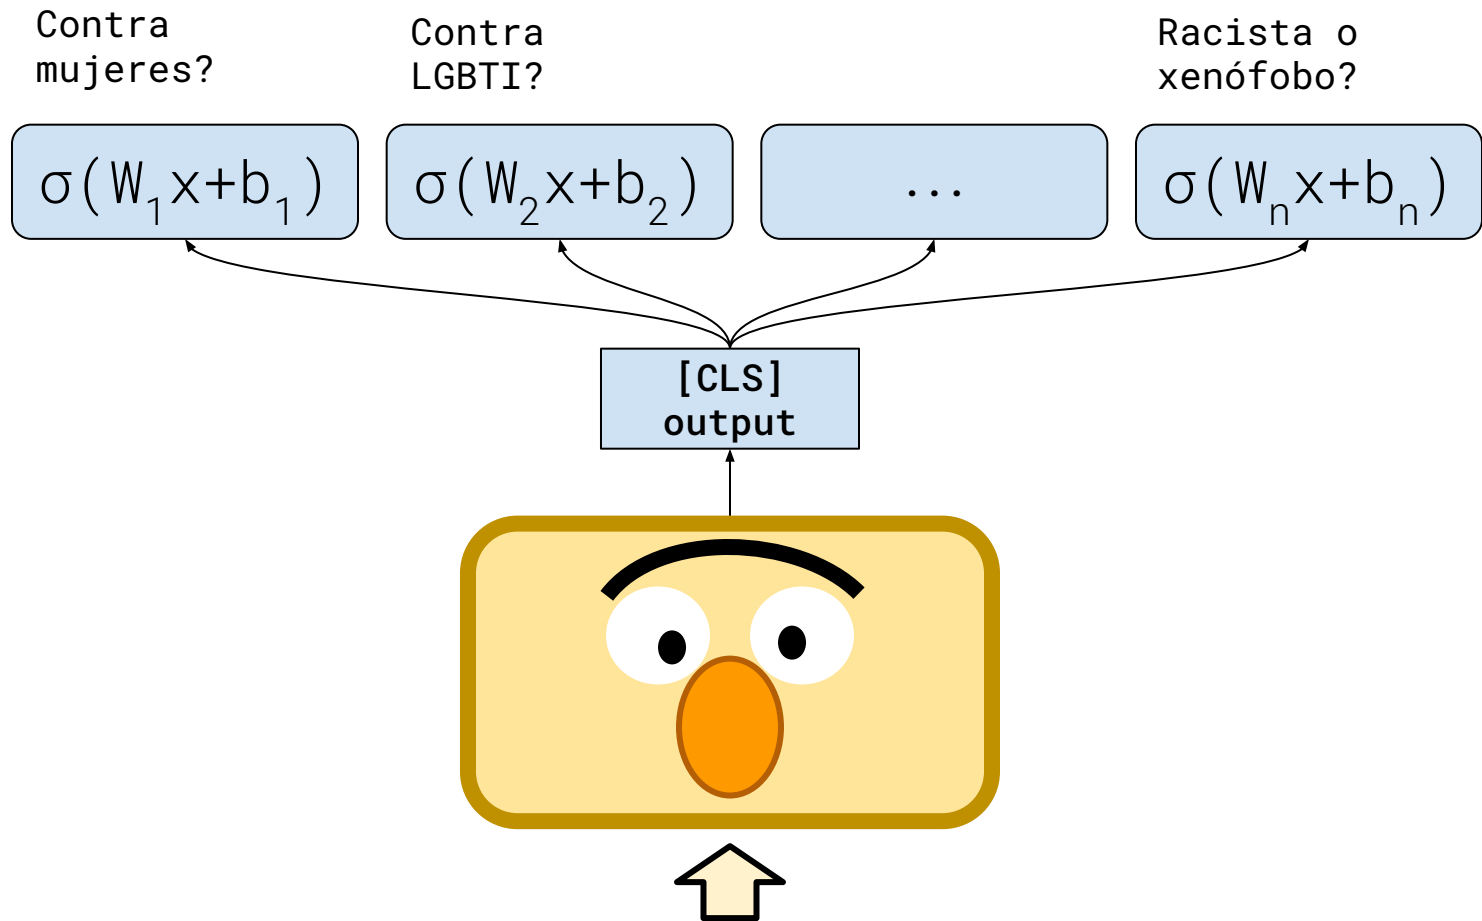 Contra
mujeres?
Contra
LGBTI?
Racista o
xenófobo?
σ(W₁x+b₁)
σ(W₂x+b₂)
...
σ(Wₙx+bₙ)
[CLS]
output